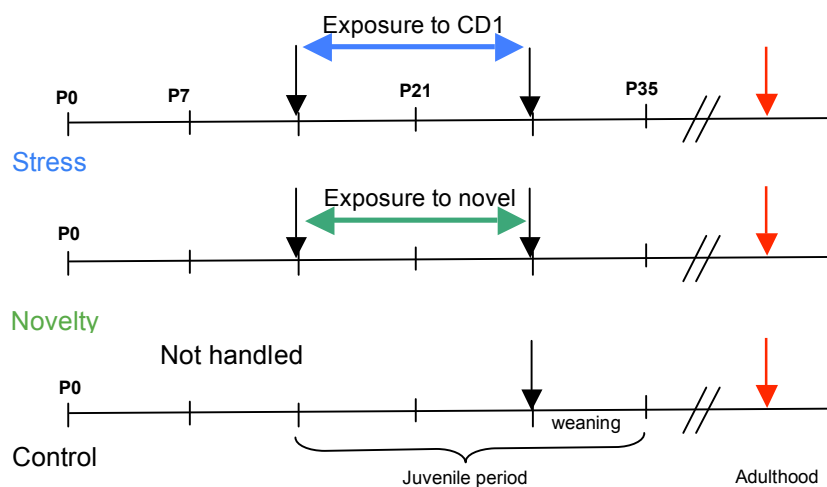 Exposure to CD1
P0 P7 P21 P35
Stress
Exposure to novel
P0
Novelty
Not handled
P0
weaning
Control
Juvenile period Adulthood